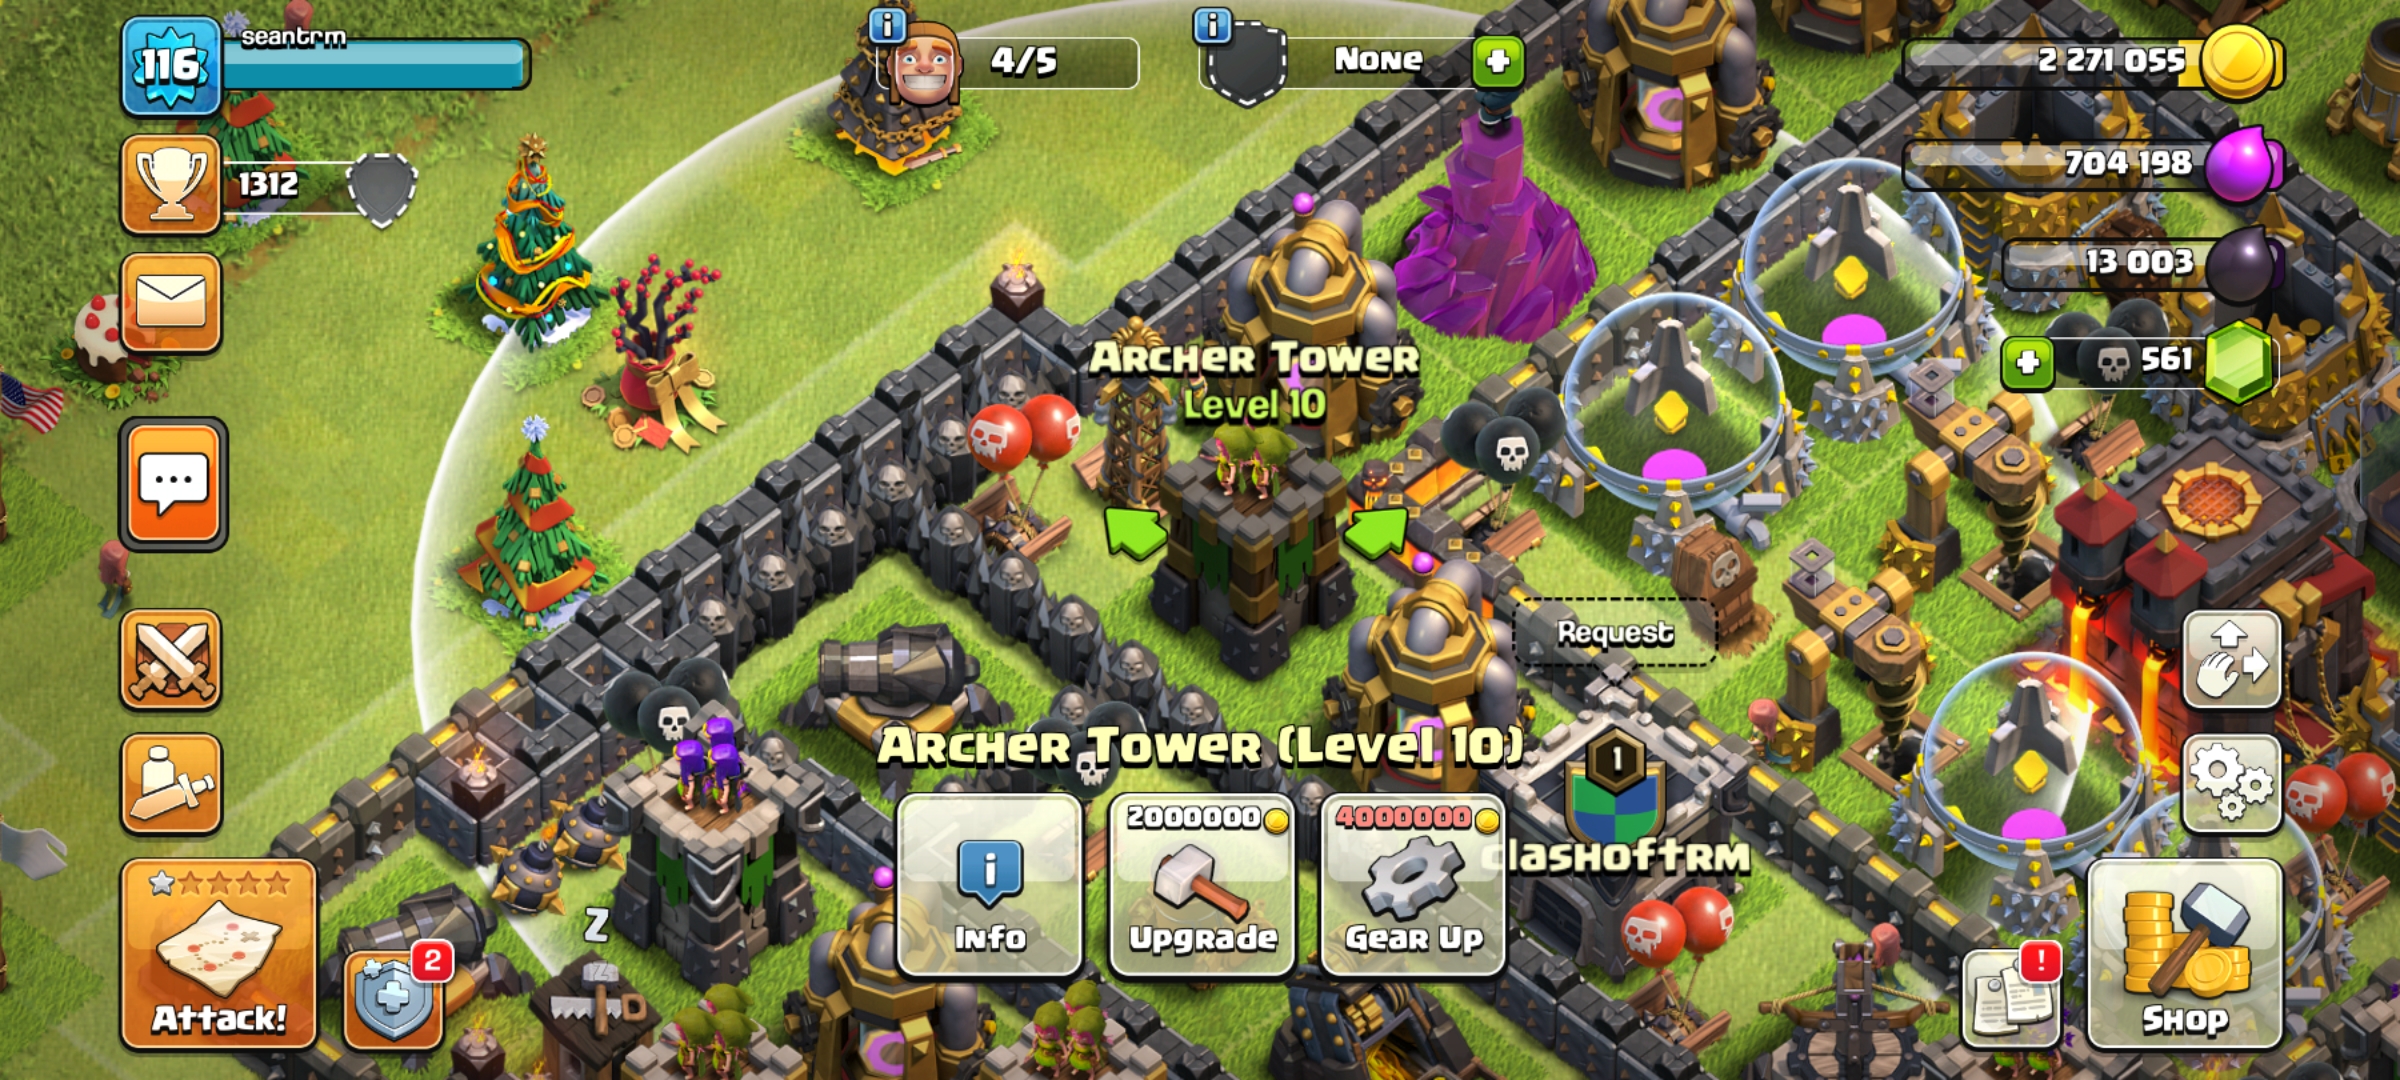 116
seantrm
4/5
None
2 271 055
1312
704 198
13 003
561
Archer Tower
Level 10
Request
Archer Tower (Level 10)
1
clashoftrm
2000000
4000000
Info
Upgrade
Gear Up
Z
Attack!
2
!
Shop